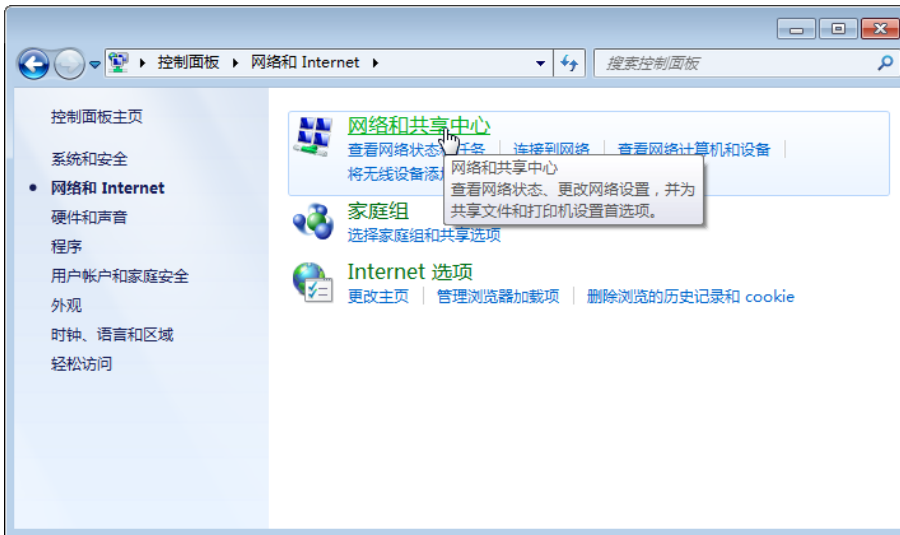 控制面板 ▸ 网络和 Internet ▸
搜索控制面板
控制面板主页
系统和安全
网络和 Internet
硬件和声音
程序
用户帐户和家庭安全
外观
时钟、语言和区域
轻松访问
网络和共享中心
查看网络状态 任务 连接到网络 查看网络计算机和设备
将无线设备添
网络和共享中心
查看网络状态、更改网络设置，并为
共享文件和打印机设置首选项。
家庭组
选择家庭组和共享选项
Internet 选项
更改主页 管理浏览器加载项 删除浏览的历史记录和 cookie